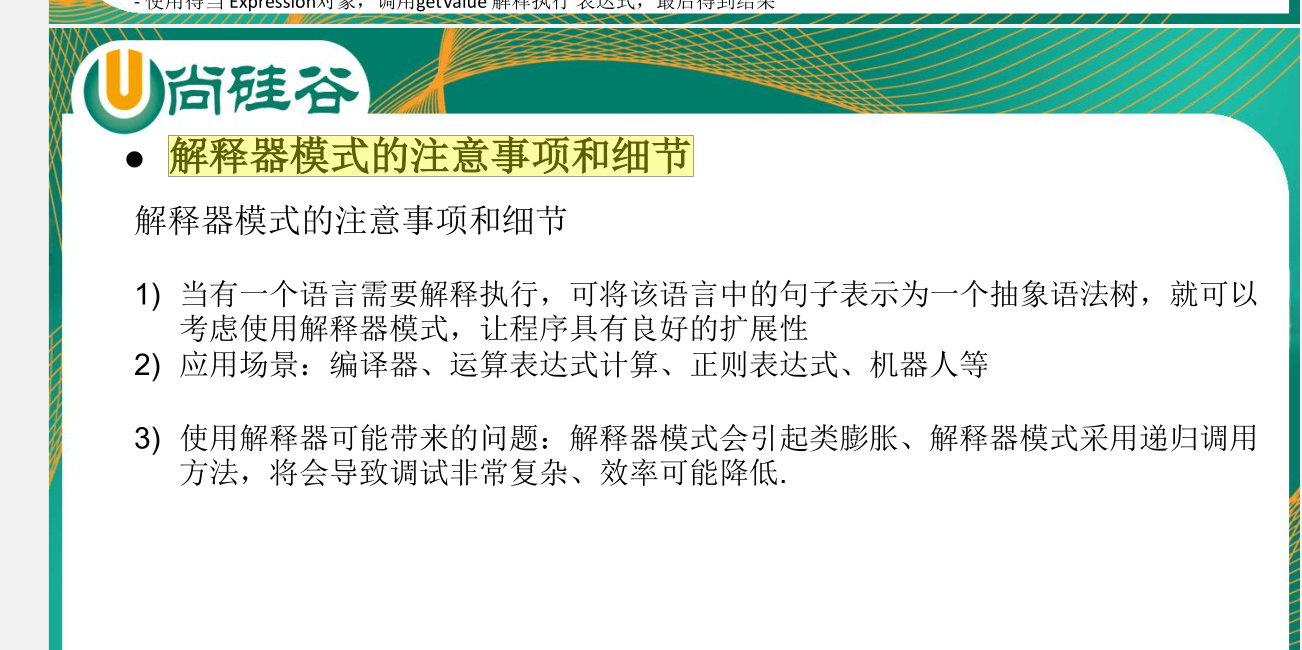 - 使用得当 Expression对象，调用getValue 解释执行 表达式，最后得到结果
尚硅谷
● 解释器模式的注意事项和细节
解释器模式的注意事项和细节
1) 当有一个语言需要解释执行，可将该语言中的句子表示为一个抽象语法树，就可以
考虑使用解释器模式，让程序具有良好的扩展性
2) 应用场景：编译器、运算表达式计算、正则表达式、机器人等
3) 使用解释器可能带来的问题：解释器模式会引起类膨胀、解释器模式采用递归调用
方法，将会导致调试非常复杂、效率可能降低.